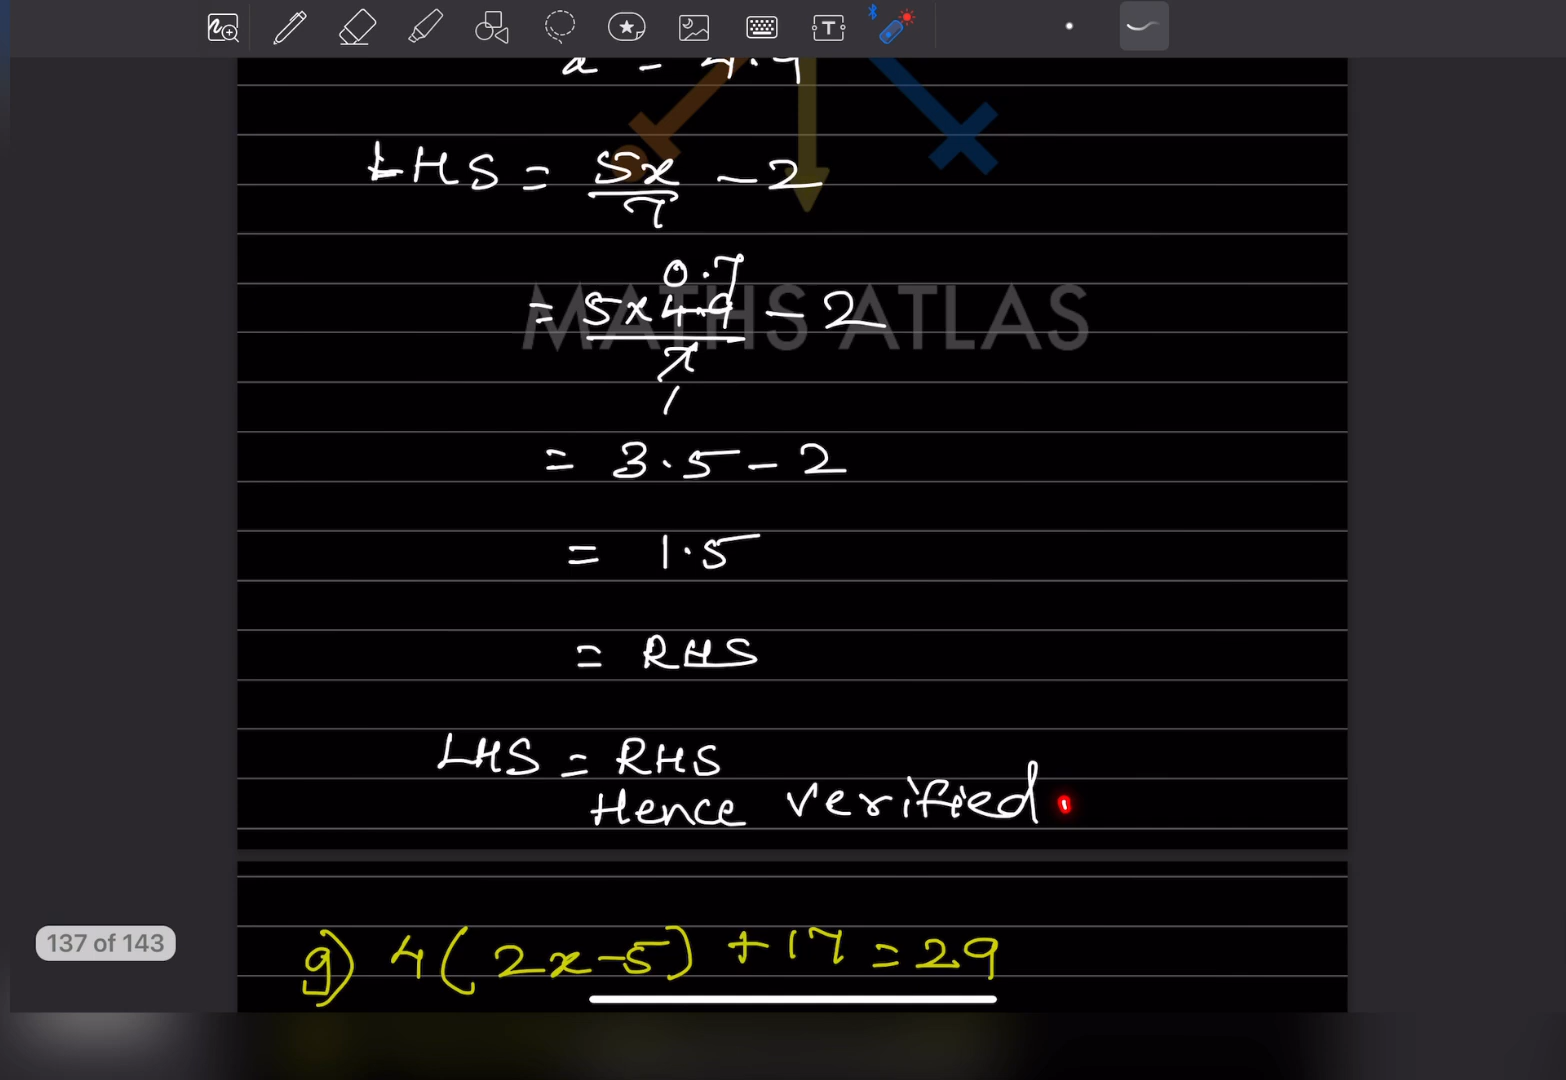 LHS = 5x/7 - 2
0.7
= 5×4.9/7 - 2
1
MATHS ATLAS
= 3.5 - 2
= 1.5
= RHS
LHS = RHS
Hence verified.
137 of 143
g) 4(2x-5) + 17 = 29